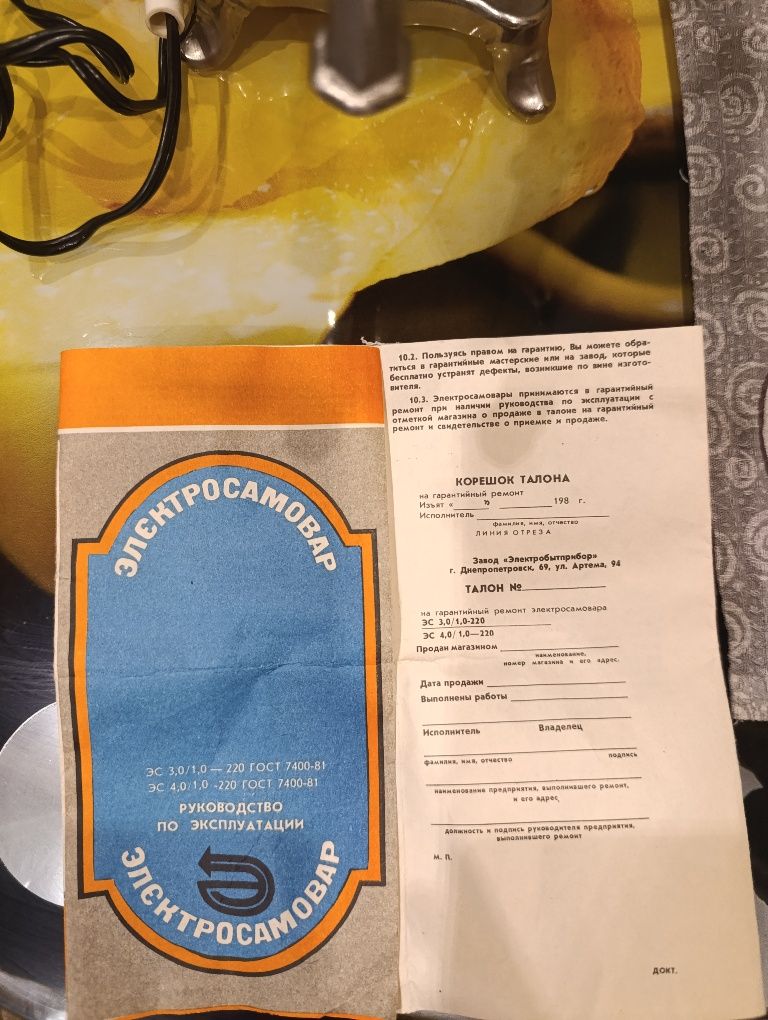 ЭЛЕКТРОСАМОВАР
ЭС 3,0/1,0 — 220 ГОСТ 7400-81
ЭС 4,0/1,0 -220 ГОСТ 7400-81
РУКОВОДСТВО
ПО ЭКСПЛУАТАЦИИ
ЭЛЕКТРОСАМОВАР
10.2. Пользуясь правом на гарантию, Вы можете обра-
титься в гарантийные мастерские или на завод, которые
бесплатно устранят дефекты, возникшие по вине изгото-
вителя.
10.3. Электросамовары принимаются в гарантийный
ремонт при наличии руководства по эксплуатации с
отметкой магазина о продаже в талоне на гарантийный
ремонт и свидетельстве о приемке и продаже.
КОРЕШОК ТАЛОНА
на гарантийный ремонт
Изъят « » 198 г.
Исполнитель
фамилия, имя, отчество
ЛИНИЯ ОТРЕЗА
Завод «Электробытприбор»
г. Днепропетровск, 69, ул. Артема, 94
ТАЛОН №
на гарантийный ремонт электросамовара
ЭС 3,0/1,0-220
ЭС 4,0/1,0—220
Продан магазином
наименование,
номер магазина и его адрес.
Дата продажи
Выполнены работы
Исполнитель Владелец
фамилия, имя, отчество подпись
наименование предприятия, выполнившего ремонт,
и его адрес
должность и подпись руководителя предприятия,
выполнившего ремонт
М. П.
ДОКТ.